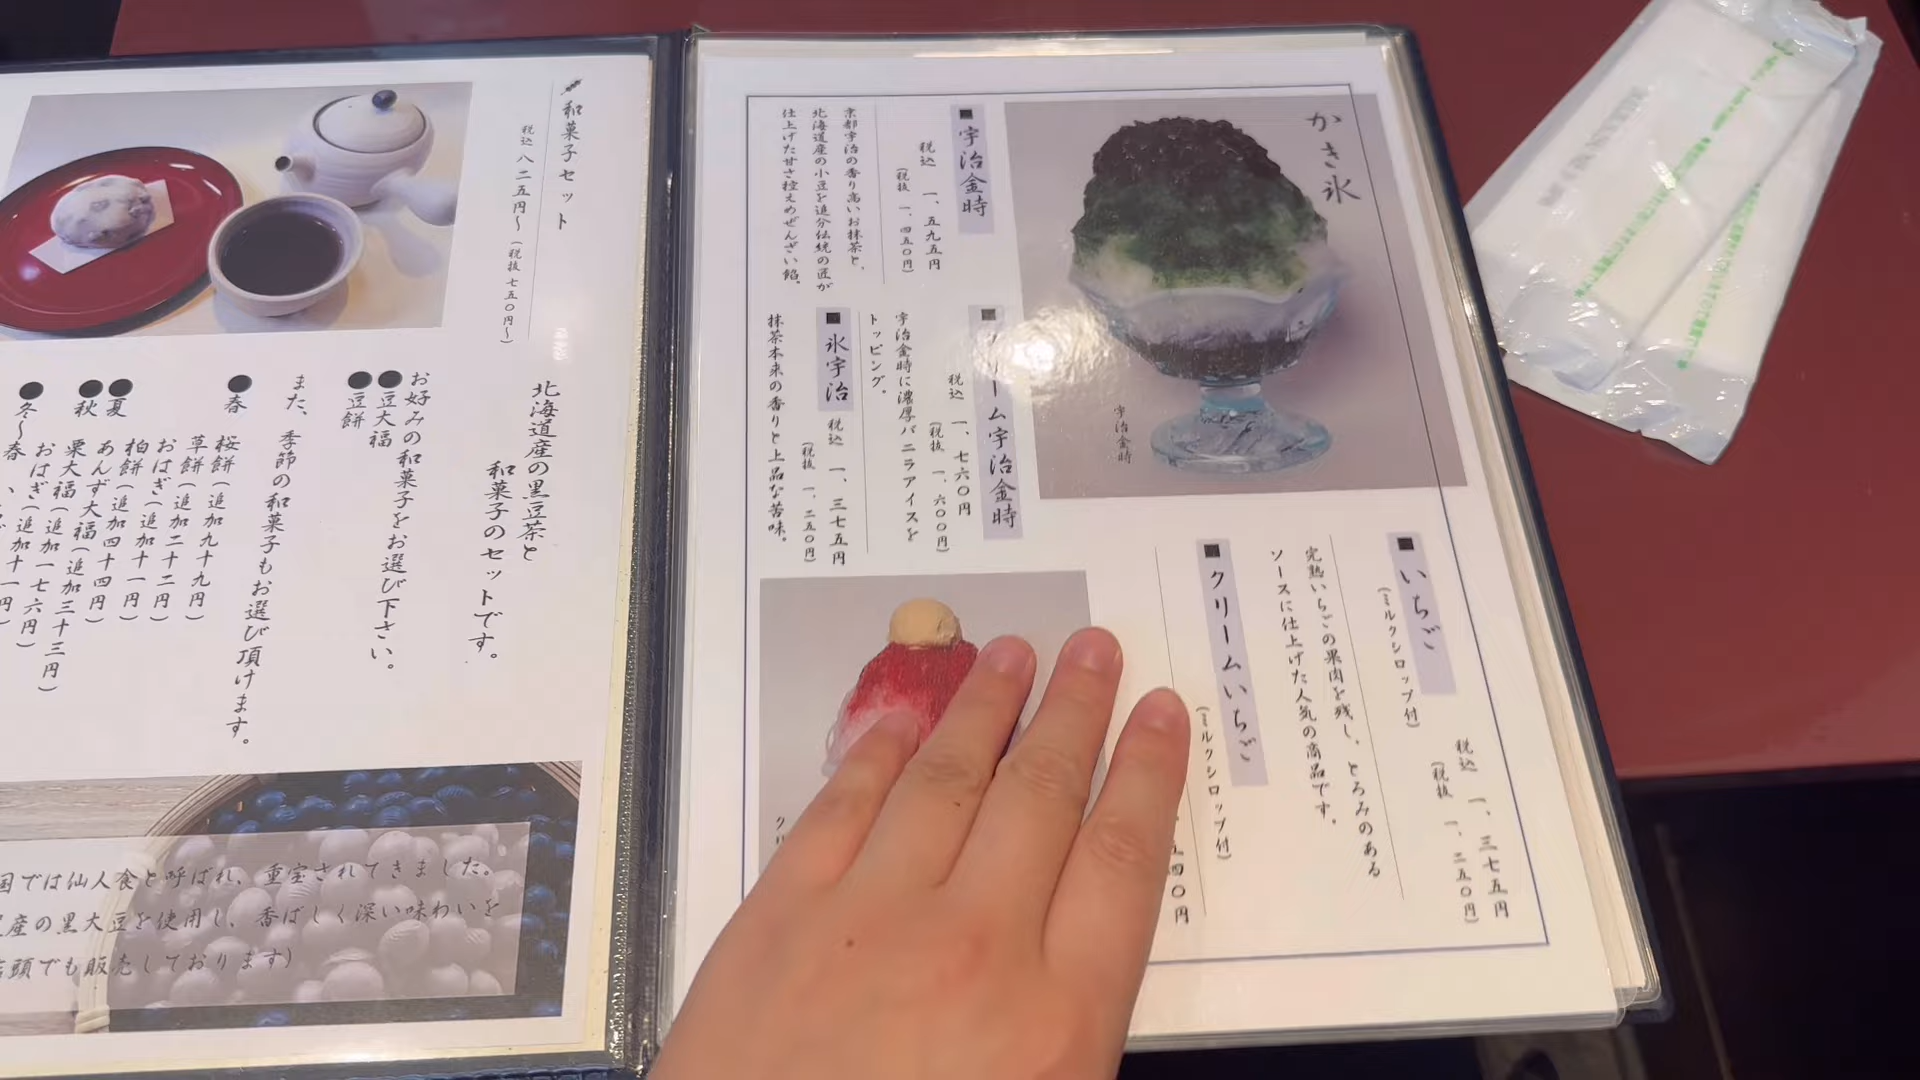 かき氷
宇治金時
■宇治金時
税込 一、五九五円
(税抜 一、四五〇円)
京都宇治の香り高いお抹茶と、
北海道産の小豆を追分伝統の匠が
仕上げた甘さ控えめぜんざい餡。
リーム宇治金時
税込 一、七六〇円
(税抜 一、六〇〇円)
宇治金時に濃厚バニラアイスを
トッピング。
■氷宇治
税込 一、三七五円
(税抜 一、二五〇円)
抹茶本来の香りと上品な苦味。
■いちご
(ミルクシロップ付)
税込 一、三七五円
(税抜 一、二五〇円)
完熟いちごの果肉を残し、とろみのある
ソースに仕上げた人気の商品です。
■クリームいちご
(ミルクシロップ付)
四〇円
和菓子セット
税込 八二五円〜(税抜 七五〇円〜)
北海道産の黒豆茶と
和菓子のセットです。
お好みの和菓子をお選び下さい。
●豆大福
●豆餅
また、季節の和菓子もお選び頂けます。
●春 桜餅(追加九十九円)
草餅(追加二十二円)
おはぎ(追加十一円)
柏餅(追加十一円)
●夏 あんず大福(追加四十四円)
●秋 栗大福(追加三十三円)
おはぎ(追加一七六円)
●冬〜春
では仙人食と呼ばれ、重宝されてきました。
産の黒大豆を使用し、香ばしく深い味わいを
頭でも販売しております)